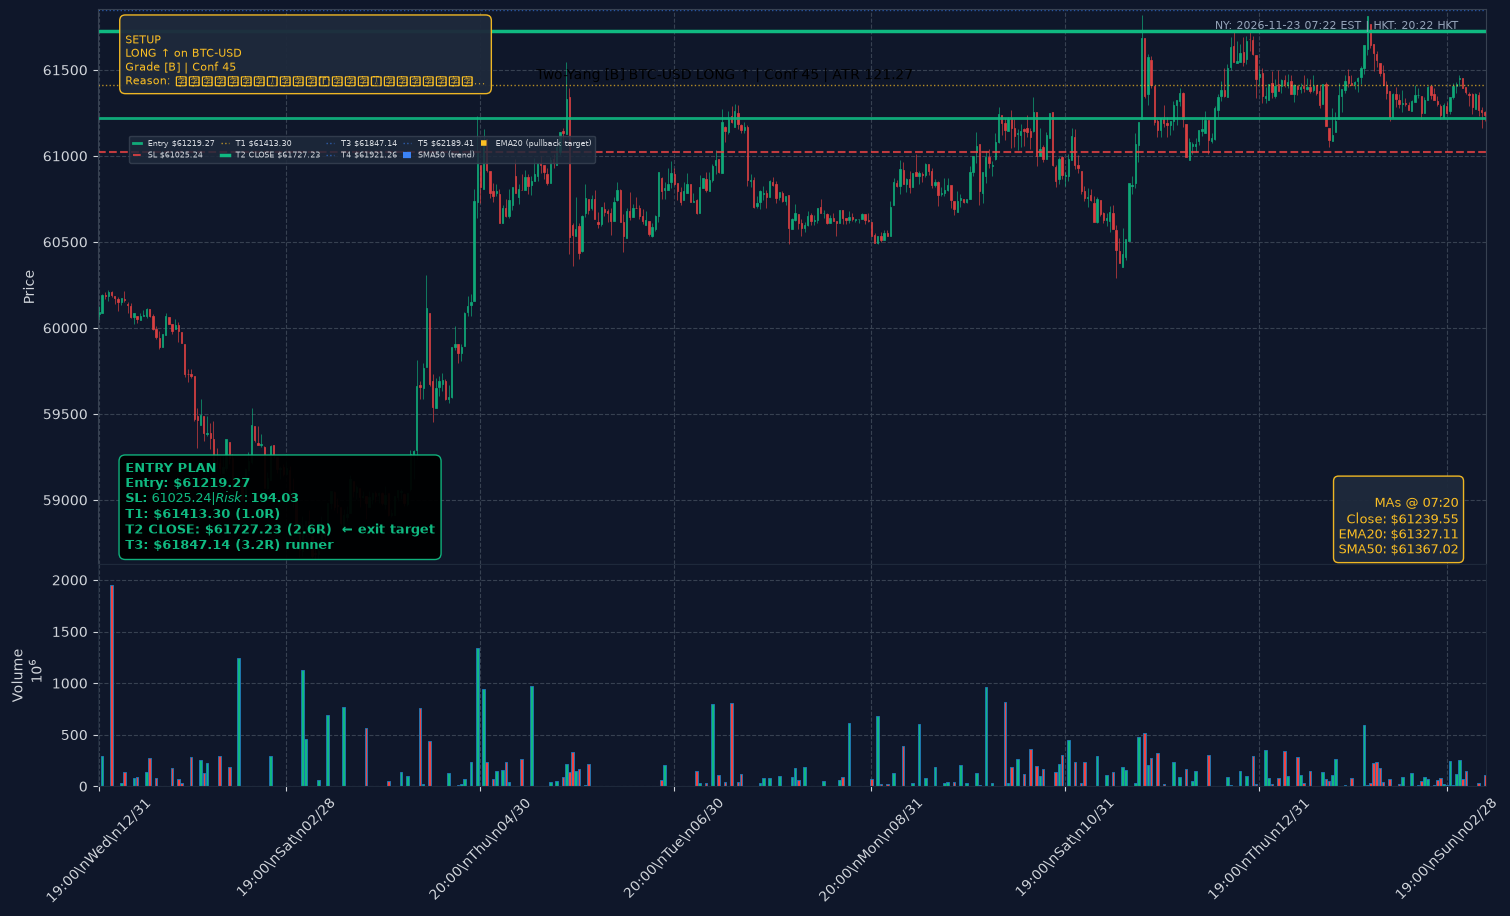 NY: 2026-11-23 07:22 EST | HKT: 20:22 HKT
SETUP
LONG ↑ on BTC-USD
Grade [B] | Conf 45
Reason:
[B] BTC-USD LONG ↑ | Conf 45 | ATR 121.27
Entry $61219.27
T1 $61413.30
T3 $61847.14
T5 $62189.41
EMA20 (pullback target)
SL $61025.24
T2 CLOSE $61727.23
T4 $61921.26
SMA50 (trend)
61500
61000
60500
60000
59500
59000
Price
ENTRY PLAN
Entry: $61219.27
SL: 61025.24|Risk:194.03
T1: $61413.30 (1.0R)
T2 CLOSE: $61727.23 (2.6R) ← exit target
T3: $61847.14 (3.2R) runner
MAs @ 07:20
Close: $61239.55
EMA20: $61327.11
SMA50: $61367.02
2000
1500
1000
500
0
Volume
10⁶
19:00\nWed\n12/31
19:00\nSat\n02/28
20:00\nThu\n04/30
20:00\nTue\n06/30
20:00\nMon\n08/31
19:00\nSat\n10/31
19:00\nThu\n12/31
19:00\nSun\n02/28